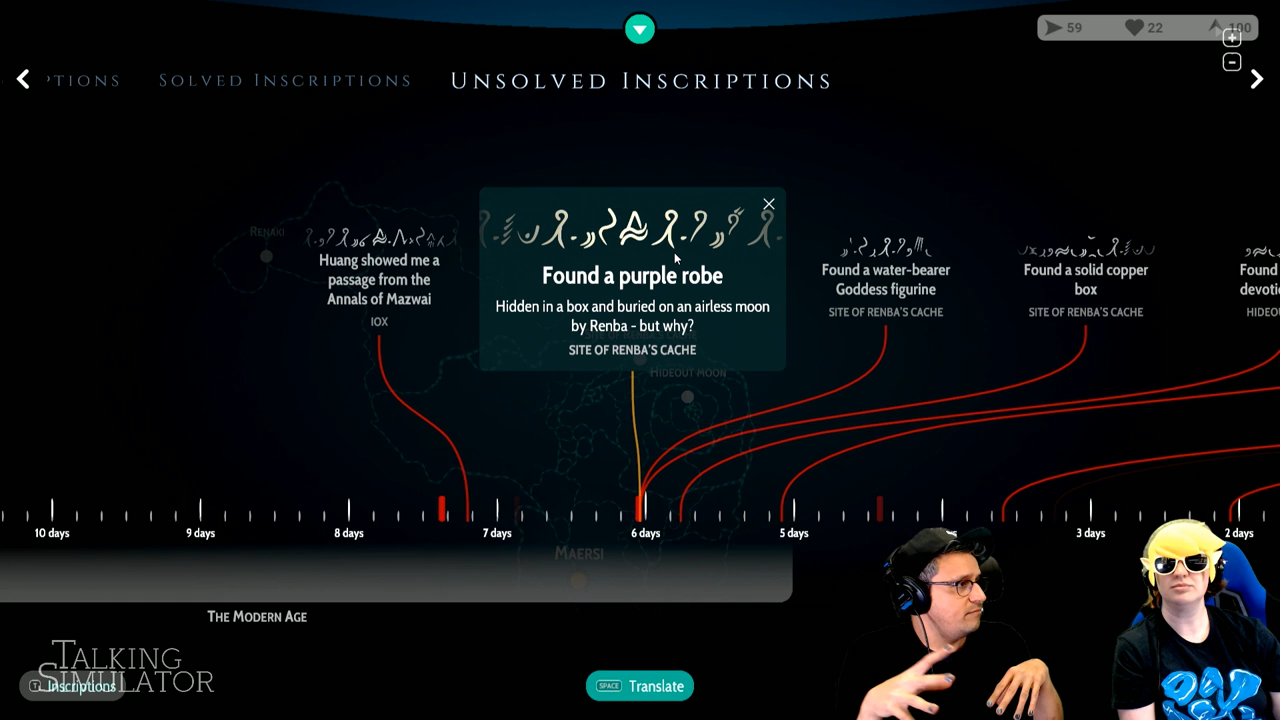 59 22 100
PTIONS SOLVED INSCRIPTIONS UNSOLVED INSCRIPTIONS
RENAKI
Huang showed me a
passage from the
Annals of Mazwai
IOX
Found a purple robe
Hidden in a box and buried on an airless moon
by Renba - but why?
SITE OF RENBA'S CACHE
HIDEOUT MOON
Found a water-bearer
Goddess figurine
SITE OF RENBA'S CACHE
Found a solid copper
box
SITE OF RENBA'S CACHE
Found
devoti
HIDEO
10 days 9 days 8 days 7 days 6 days 5 days 3 days 2 days
MAERSI
THE MODERN AGE
TALKING
SIMULATOR
Inscriptions
SPACE Translate